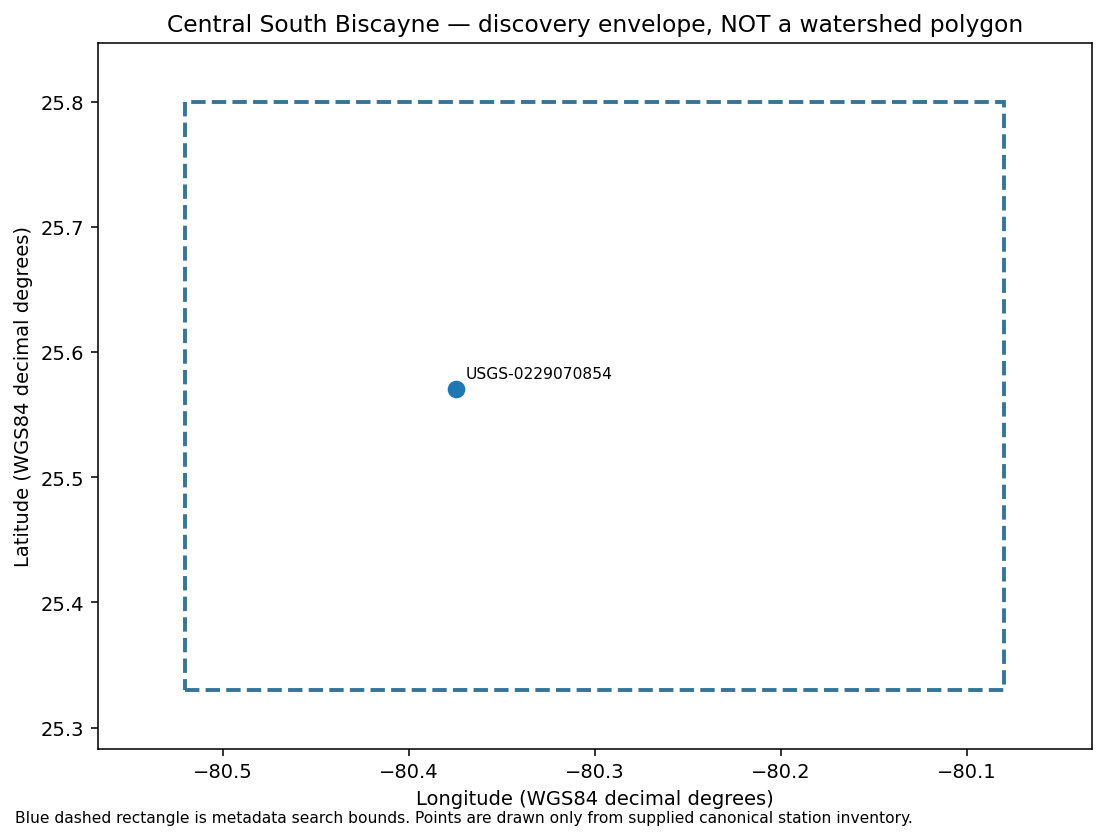 Central South Biscayne — discovery envelope, NOT a watershed polygon
Latitude (WGS84 decimal degrees)
25.8
25.7
25.6
25.5
25.4
25.3
USGS-0229070854
−80.5
−80.4
−80.3
−80.2
−80.1
Longitude (WGS84 decimal degrees)
Blue dashed rectangle is metadata search bounds. Points are drawn only from supplied canonical station inventory.